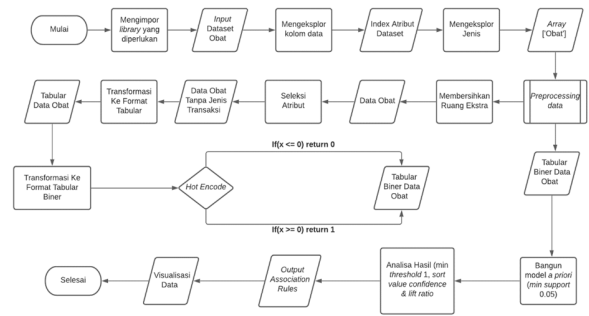 Mulai
Mengimpor
library yang
diperlukan
Input
Dataset
Obat
Mengeksplor
kolom data
Index Atribut
Dataset
Mengeksplor
Jenis
Array
['Obat']
Preprocessing
data
Membersihkan
Ruang Ekstra
Data Obat
Seleksi
Atribut
Data Obat
Tanpa Jenis
Transaksi
Transformasi
Ke Format
Tabular
Tabular
Data Obat
Transformasi Ke
Format Tabular
Biner
Hot Encode
If(x <= 0) return 0
If(x >= 0) return 1
Tabular
Biner Data
Obat
Tabular
Biner Data
Obat
Bangun
model a priori
(min support
0.05)
Analisa Hasil (min
threshold 1, sort
value confidence
& lift ratio
Output
Association
Rules
Visualisasi
Data
Selesai